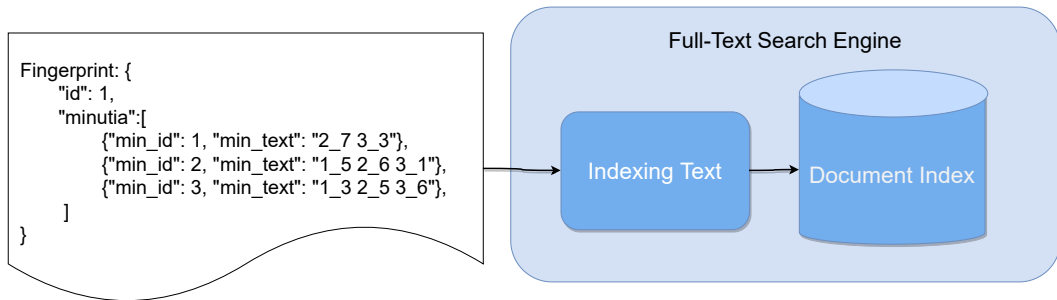 Fingerprint: {
"id": 1,
"minutia":[
{"min_id": 1, "min_text": "2_7 3_3"},
{"min_id": 2, "min_text": "1_5 2_6 3_1"},
{"min_id": 3, "min_text": "1_3 2_5 3_6"},
]
}
Full-Text Search Engine
Indexing Text
Document Index